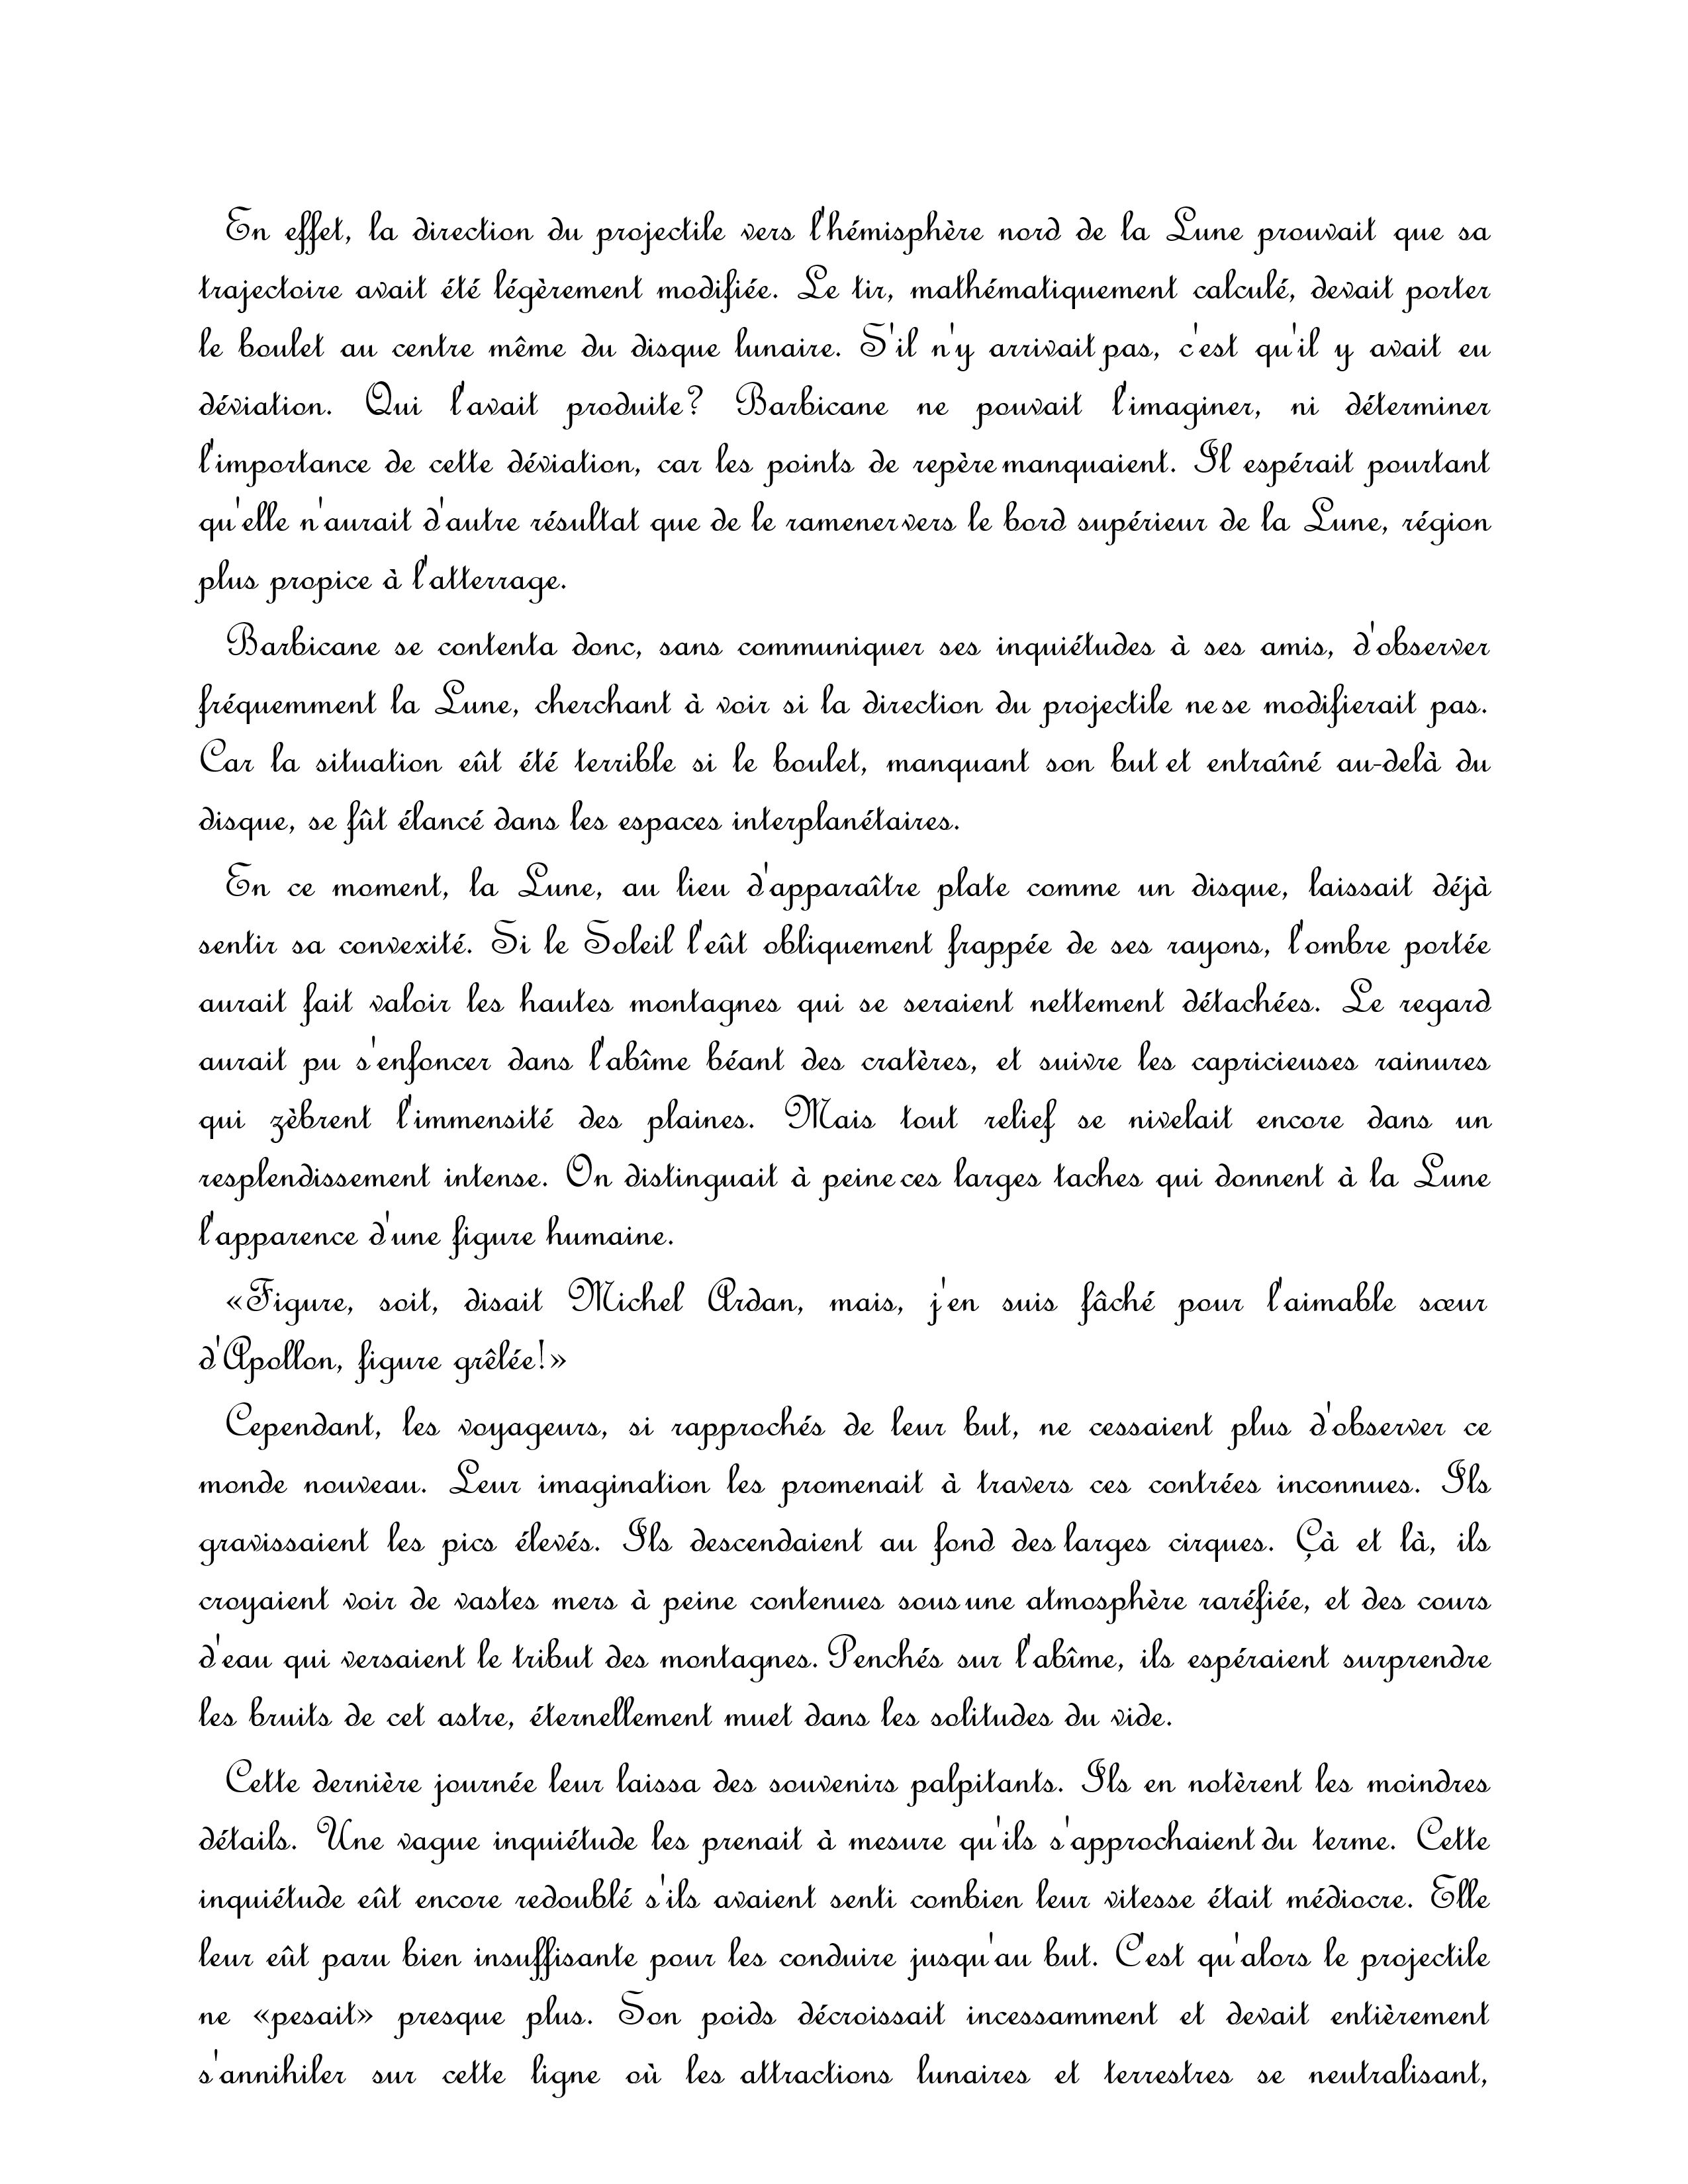 En effet, la direction du projectile vers l'hémisphère nord de la Lune prouvait que sa
trajectoire avait été légèrement modifiée. Le tir, mathématiquement calculé, devait porter
le boulet au centre même du disque lunaire. S'il n'y arrivait pas, c'est qu'il y avait eu
déviation. Qui l'avait produite? Barbicane ne pouvait l'imaginer, ni déterminer
l'importance de cette déviation, car les points de repère manquaient. Il espérait pourtant
qu'elle n'aurait d'autre résultat que de le ramener vers le bord supérieur de la Lune, région
plus propice à l'atterrage.
Barbicane se contenta donc, sans communiquer ses inquiétudes à ses amis, d'observer
fréquemment la Lune, cherchant à voir si la direction du projectile ne se modifierait pas.
Car la situation eût été terrible si le boulet, manquant son but et entraîné au-delà du
disque, se fût élancé dans les espaces interplanétaires.
En ce moment, la Lune, au lieu d'apparaître plate comme un disque, laissait déjà
sentir sa convexité. Si le Soleil l'eût obliquement frappée de ses rayons, l'ombre portée
aurait fait valoir les hautes montagnes qui se seraient nettement détachées. Le regard
aurait pu s'enfoncer dans l'abîme béant des cratères, et suivre les capricieuses rainures
qui zèbrent l'immensité des plaines. Mais tout relief se nivelait encore dans un
resplendissement intense. On distinguait à peine ces larges taches qui donnent à la Lune
l'apparence d'une figure humaine.
«Figure, soit, disait Michel Ardan, mais, j'en suis fâché pour l'aimable sœur
d'Apollon, figure grêlée!»
Cependant, les voyageurs, si rapprochés de leur but, ne cessaient plus d'observer ce
monde nouveau. Leur imagination les promenait à travers ces contrées inconnues. Ils
gravissaient les pics élevés. Ils descendaient au fond des larges cirques. Çà et là, ils
croyaient voir de vastes mers à peine contenues sous une atmosphère raréfiée, et des cours
d'eau qui versaient le tribut des montagnes. Penchés sur l'abîme, ils espéraient surprendre
les bruits de cet astre, éternellement muet dans les solitudes du vide.
Cette dernière journée leur laissa des souvenirs palpitants. Ils en notèrent les moindres
détails. Une vague inquiétude les prenait à mesure qu'ils s'approchaient du terme. Cette
inquiétude eût encore redoublé s'ils avaient senti combien leur vitesse était médiocre. Elle
leur eût paru bien insuffisante pour les conduire jusqu'au but. C'est qu'alors le projectile
ne «pesait» presque plus. Son poids décroissait incessamment et devait entièrement
s'annihiler sur cette ligne où les attractions lunaires et terrestres se neutralisant,